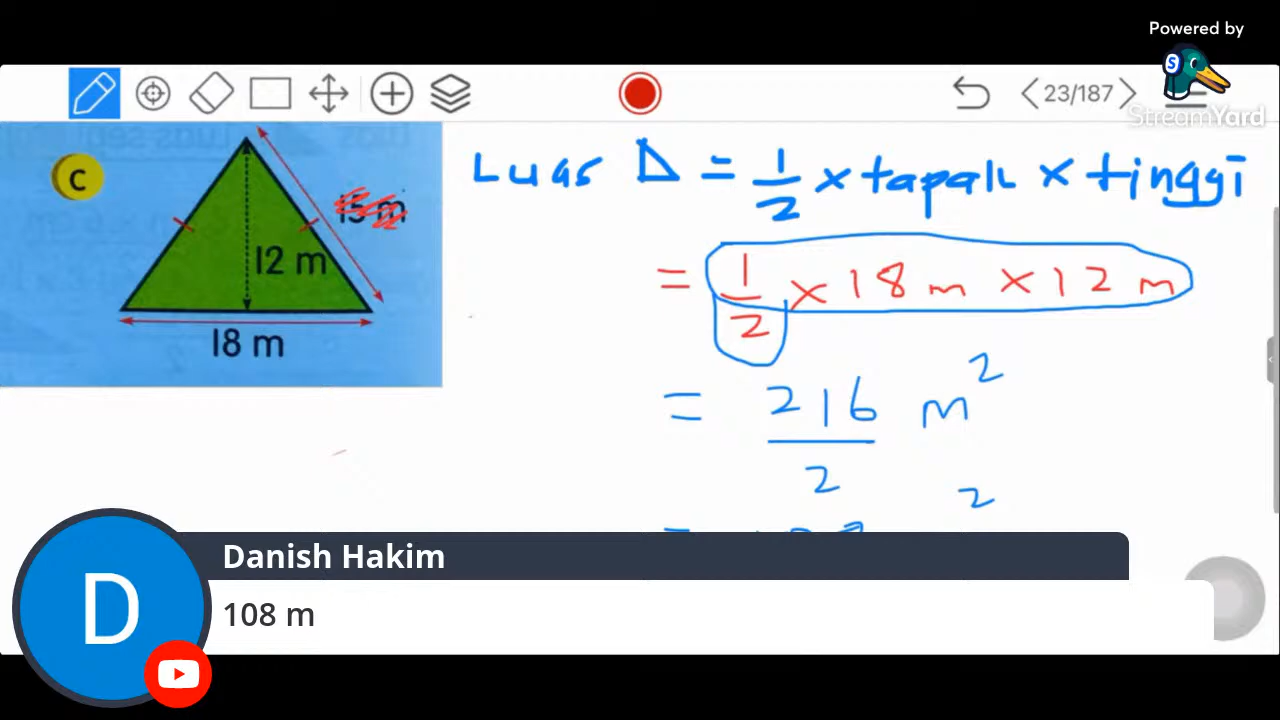 Powered by
23/187
StreamYard
C
15 m
12 m
18 m
Luas Δ = 1/2 × tapak × tinggi
= 1/2 × 18 m × 12 m
= 216/2 m²
Danish Hakim
D
108 m